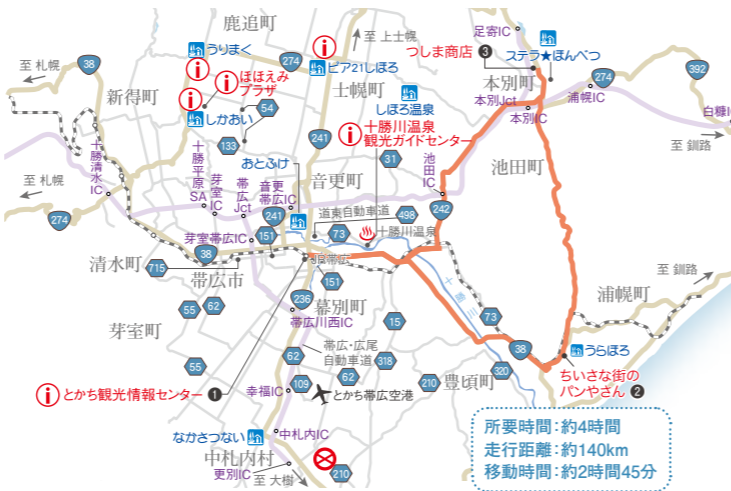 鹿追町
足寄IC
至 上士幌
うりまく
つしま商店 3
ステラ★ほんべつ
至 札幌
38
274
ピア21しほろ
本別町
ほほえみ
プラザ
新得町
士幌町
本別Jct
274
浦幌IC
392
54
しほろ温泉
本別IC
白糠IC
しかおい
十勝川温泉
観光ガイドセンター
至 釧路
133
241
池田町
十勝清水IC
十勝平原SA
芽室IC
帯広Jct
音更帯広IC
おとふけ
31
池田IC
至 札幌
音更町
242
274
241
道東自動車道
498
芽室帯広IC
151
73
十勝川温泉
清水町
38
715
帯広市
帯広
至 釧路
151
十勝川
浦幌町
236
幕別町
73
55
62
帯広川西IC
15
芽室町
帯広・広尾
自動車道
318
38
うらほろ
62
55
62
320
ちいさな街の
パンやさん 2
109
210
豊頃町
とかち観光情報センター 1
幸福IC
とかち帯広空港
なかさつない
中札内IC
中札内村
210
更別IC
至 大樹
所要時間：約4時間
走行距離：約140km
移動時間：約2時間45分